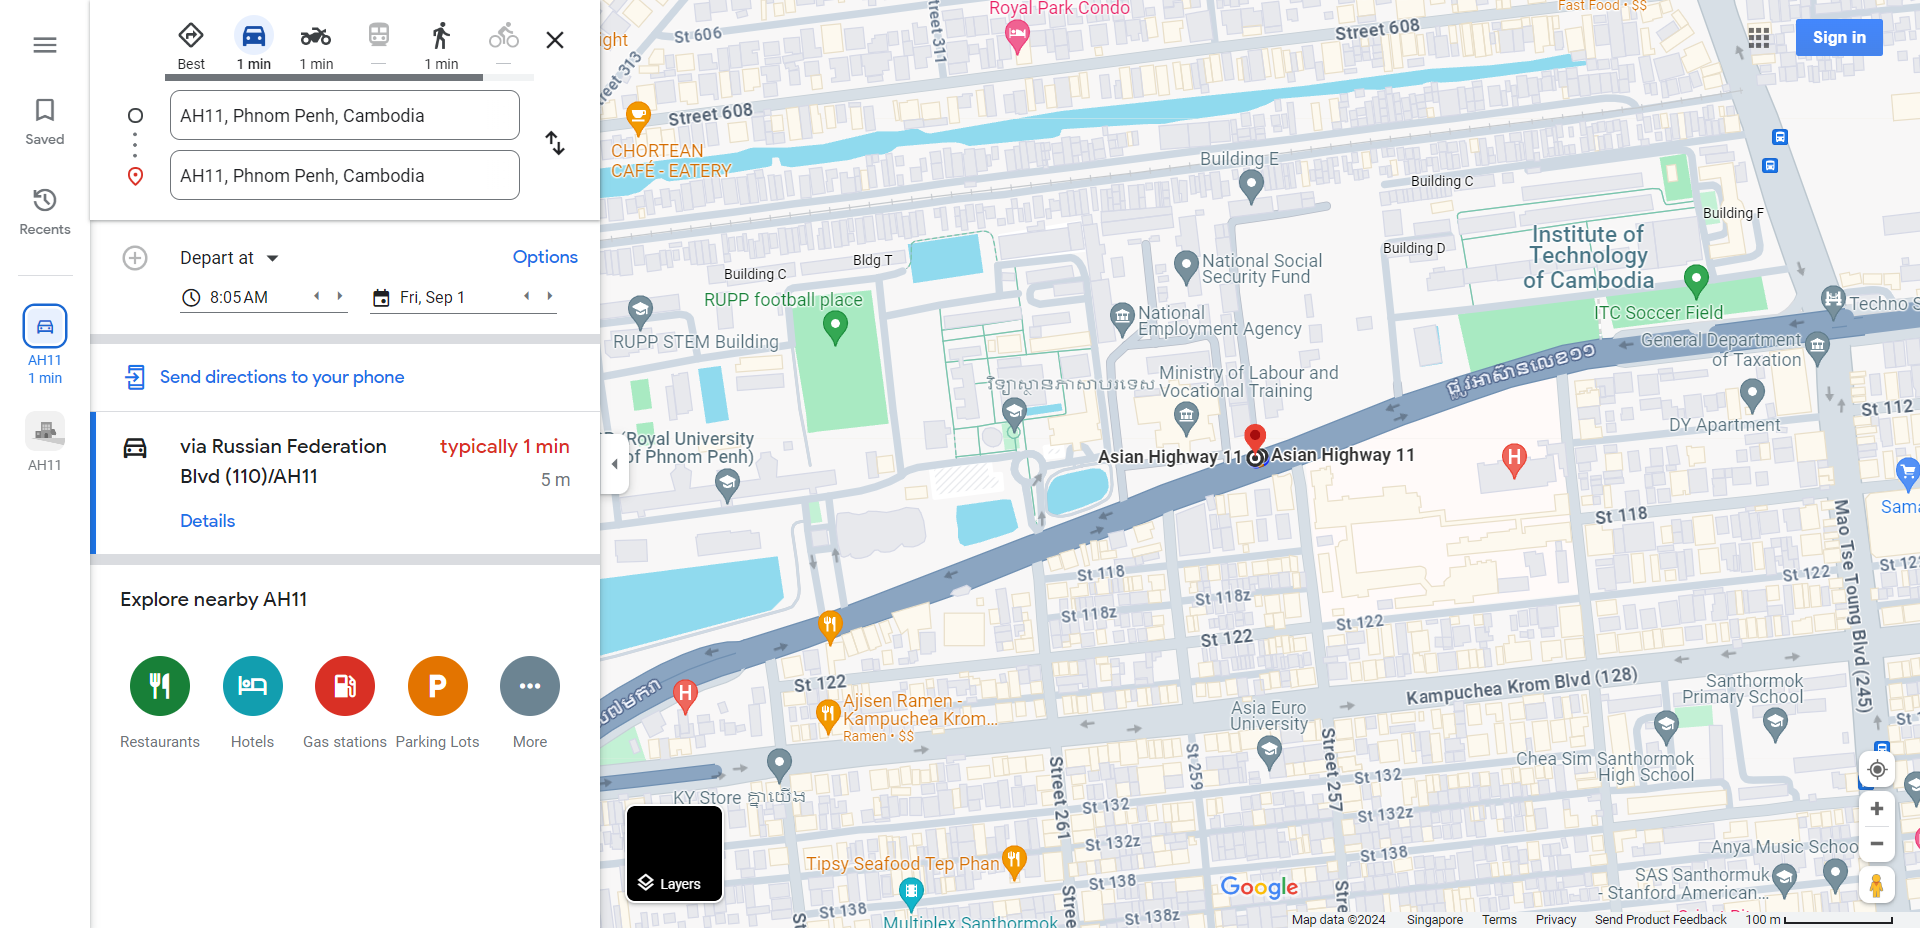 Best
1 min
1 min
1 min
AH11, Phnom Penh, Cambodia
AH11, Phnom Penh, Cambodia
Saved
Recents
AH11
1 min
AH11
Depart at
Options
8:05 AM
Fri, Sep 1
Send directions to your phone
via Russian Federation
Blvd (110)/AH11
typically 1 min
5 m
Details
Explore nearby AH11
Restaurants
Hotels
Gas stations
Parking Lots
More
Sign in
Royal Park Condo
Fast Food • $$
St 606
Street 608
Street 608
CHORTEAN
CAFÉ - EATERY
Building E
Building C
Building F
Building D
Building C
Bldg T
Institute of
Technology
of Cambodia
National Social
Security Fund
National
Employment Agency
RUPP football place
RUPP STEM Building
ITC Soccer Field
Techno
General Department
of Taxation
Ministry of Labour and
Vocational Training
វិទ្យាស្ថានភាសាបរទេស
ផ្លូវអាស៊ានលេខ១១
DY Apartment
St 112
(Royal University
of Phnom Penh)
Asian Highway 11
Asian Highway 11
St 118
St 118
St 118z
St 118z
St 122
St 122
St 122
St 122
Mao Tse Toung Blvd (245)
Kampuchea Krom Blvd (128)
Santhormok
Primary School
Ajisen Ramen -
Kampuchea Krom...
Ramen • $$
Asia Euro
University
Chea Sim Santhormok
High School
KY Store គ្នាយើង
St 259
Street 257
Street 261
St 132
St 132
St 132z
St 132z
St 138
St 138
St 138
St 138z
Tipsy Seafood Tep Phan
Multiplex Santhormok
Anya Music Schoo
SAS Santhormuk
- Stanford American...
Layers
Google
Map data ©2024
Singapore
Terms
Privacy
Send Product Feedback
100 m